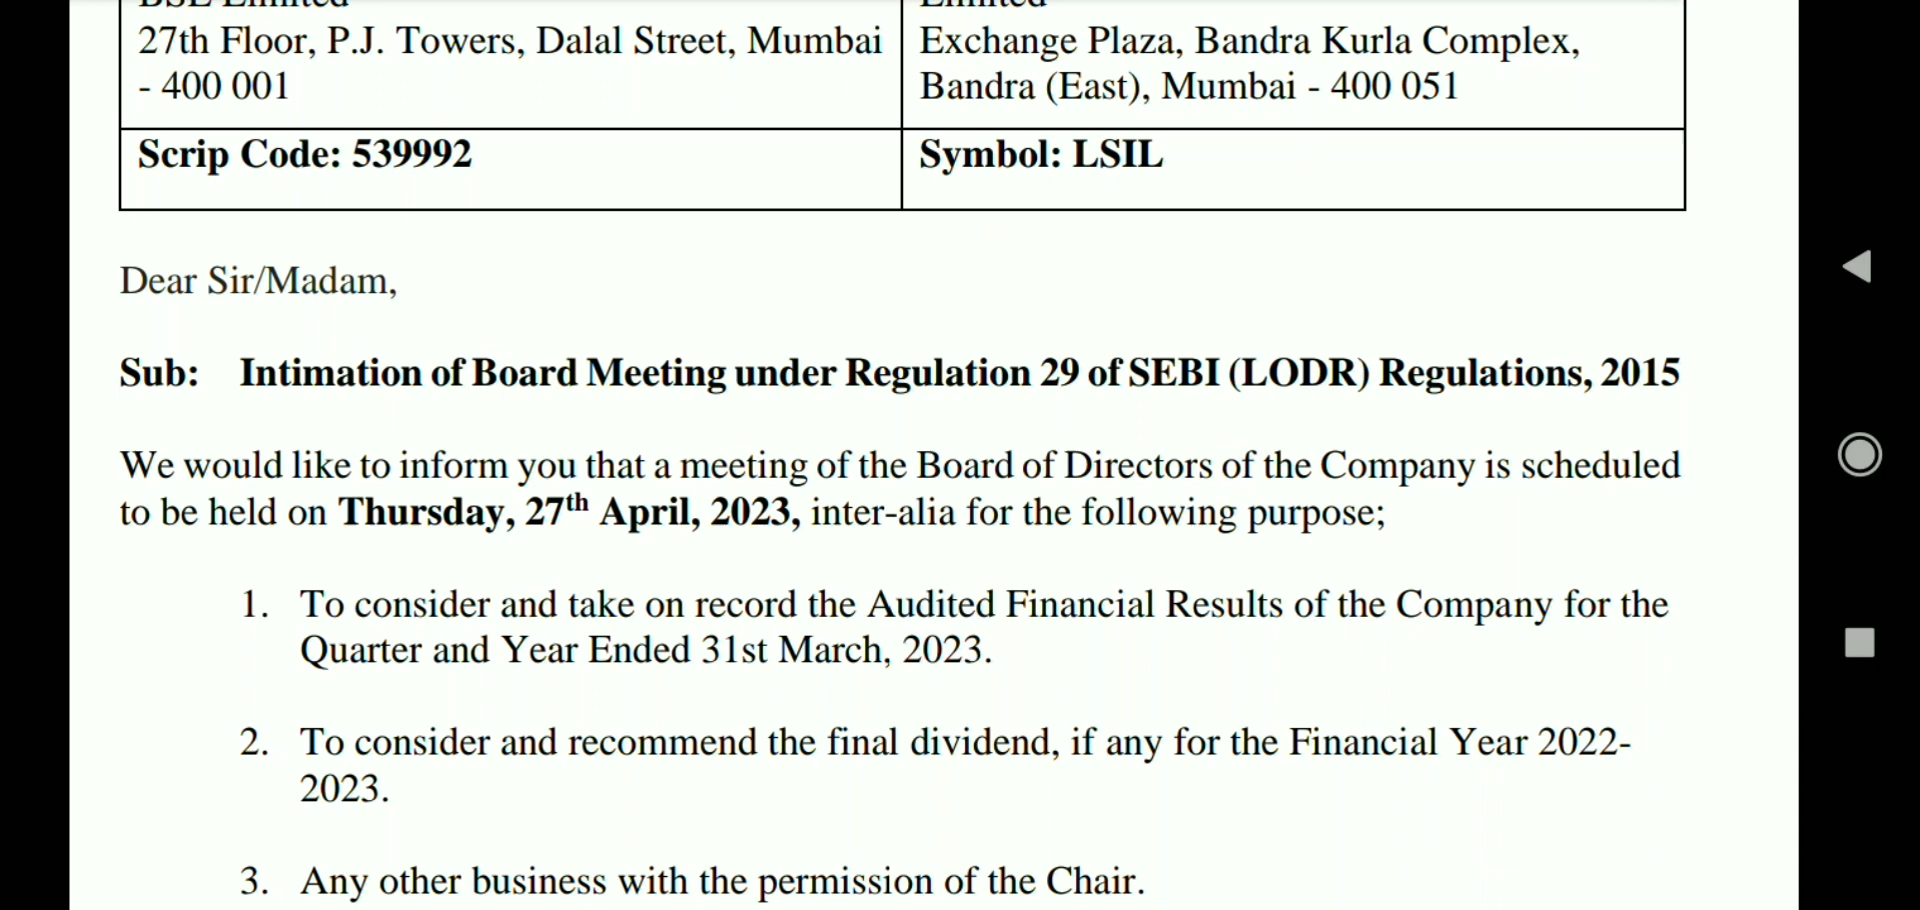 BSE Limited
27th Floor, P.J. Towers, Dalal Street, Mumbai
- 400 001
Scrip Code: 539992
Limited
Exchange Plaza, Bandra Kurla Complex,
Bandra (East), Mumbai - 400 051
Symbol: LSIL
Dear Sir/Madam,
Sub: Intimation of Board Meeting under Regulation 29 of SEBI (LODR) Regulations, 2015
We would like to inform you that a meeting of the Board of Directors of the Company is scheduled
to be held on Thursday, 27th April, 2023, inter-alia for the following purpose;
1. To consider and take on record the Audited Financial Results of the Company for the
Quarter and Year Ended 31st March, 2023.
2. To consider and recommend the final dividend, if any for the Financial Year 2022-
2023.
3. Any other business with the permission of the Chair.